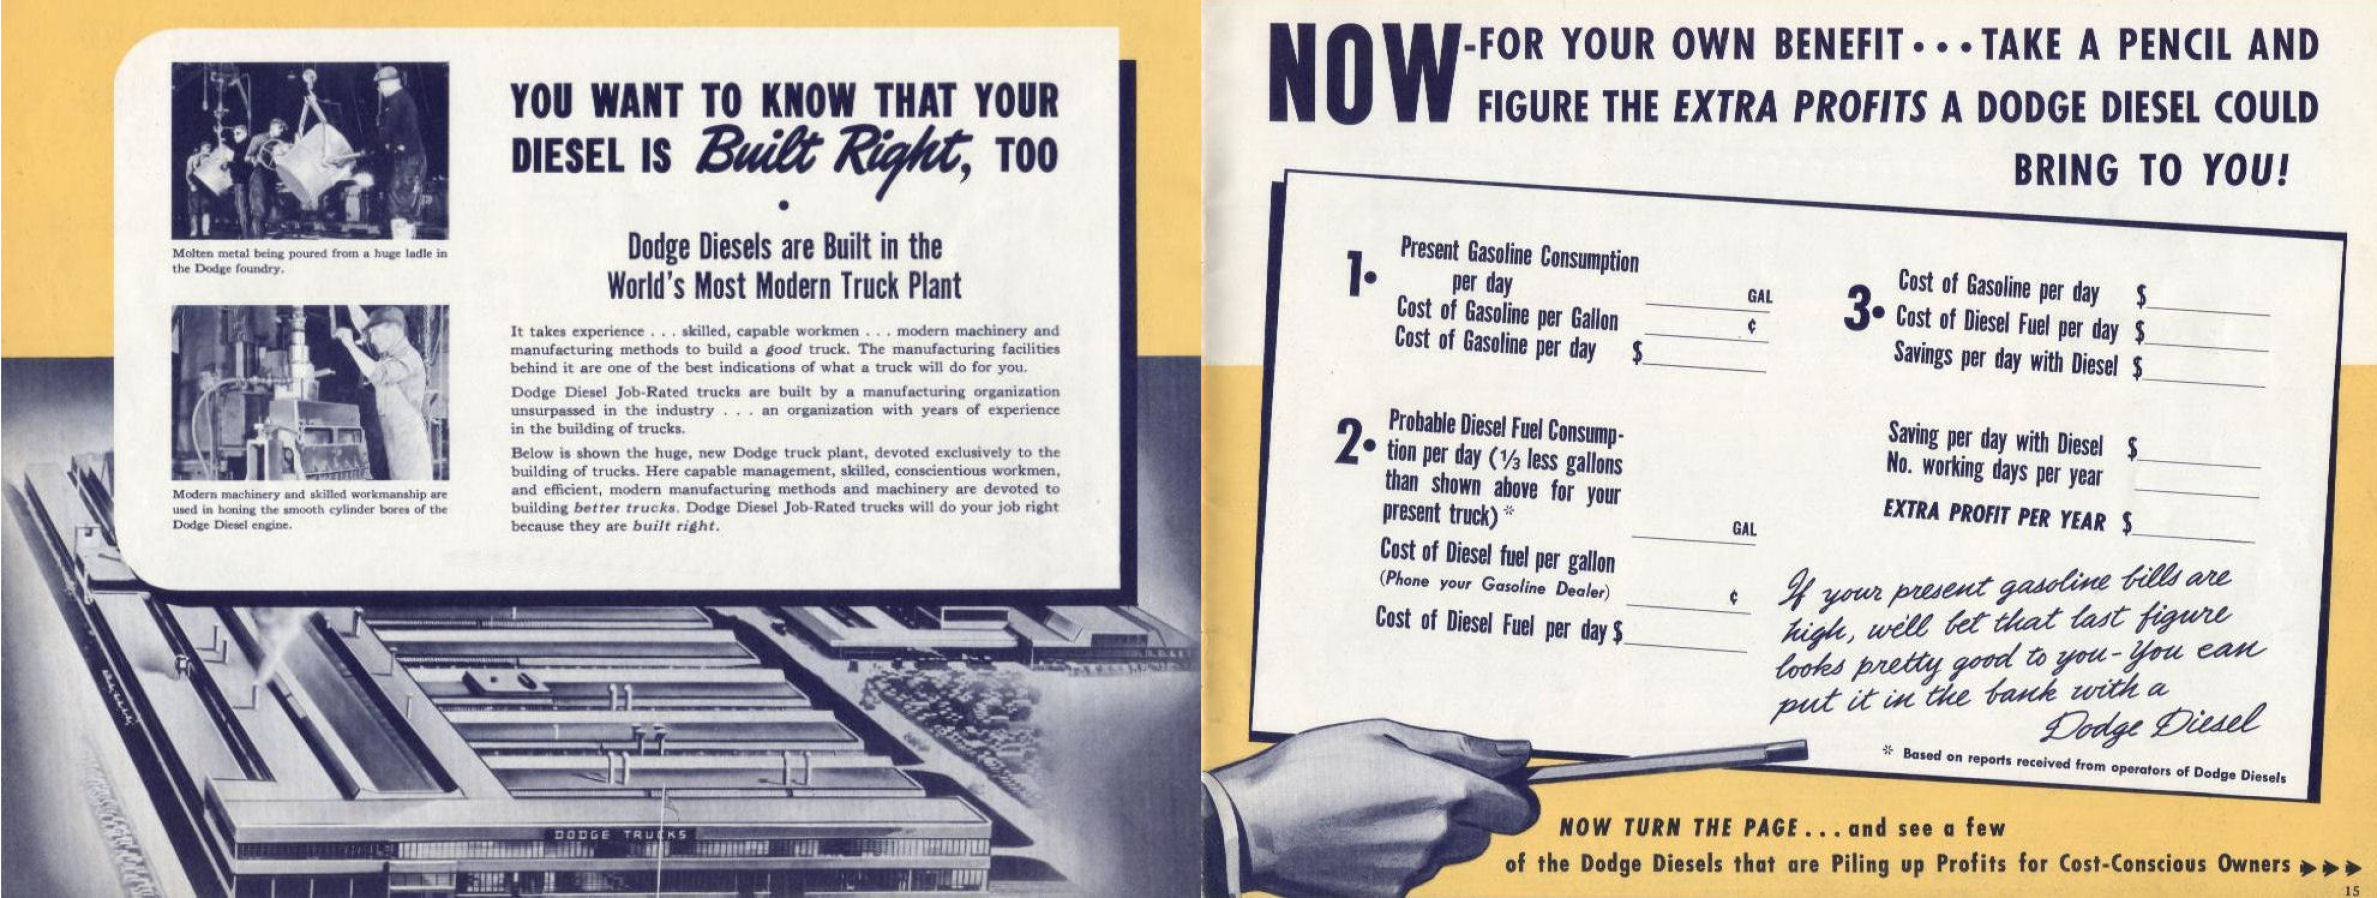 Molten metal being poured from a huge ladle in
the Dodge foundry.
Modern machinery and skilled workmanship are
used in honing the smooth cylinder bores of the
Dodge Diesel engine.
YOU WANT TO KNOW THAT YOUR
DIESEL IS Built Right, TOO
Dodge Diesels are Built in the
World's Most Modern Truck Plant
It takes experience . . . skilled, capable workmen . . . modern machinery and
manufacturing methods to build a good truck. The manufacturing facilities
behind it are one of the best indications of what a truck will do for you.
Dodge Diesel Job-Rated trucks are built by a manufacturing organization
unsurpassed in the industry . . . an organization with years of experience
in the building of trucks.
Below is shown the huge, new Dodge truck plant, devoted exclusively to the
building of trucks. Here capable management, skilled, conscientious workmen,
and efficient, modern manufacturing methods and machinery are devoted to
building better trucks. Dodge Diesel Job-Rated trucks will do your job right
because they are built right.
DODGE TRUCKS
NOW-FOR YOUR OWN BENEFIT...TAKE A PENCIL AND
FIGURE THE EXTRA PROFITS A DODGE DIESEL COULD
BRING TO YOU!
1. Present Gasoline Consumption
per day GAL
Cost of Gasoline per Gallon ¢
Cost of Gasoline per day $
2. Probable Diesel Fuel Consump-
tion per day (1/3 less gallons
than shown above for your
present truck)* GAL
Cost of Diesel fuel per gallon
(Phone your Gasoline Dealer) ¢
Cost of Diesel Fuel per day $
3. Cost of Gasoline per day $
Cost of Diesel Fuel per day $
Savings per day with Diesel $
Saving per day with Diesel $
No. working days per year
EXTRA PROFIT PER YEAR $
If your present gasoline bills are
high, we'll bet that last figure
looks pretty good to you - You can
put it in the bank with a
Dodge Diesel
* Based on reports received from operators of Dodge Diesels
NOW TURN THE PAGE...and see a few
of the Dodge Diesels that are Piling up Profits for Cost-Conscious Owners
15